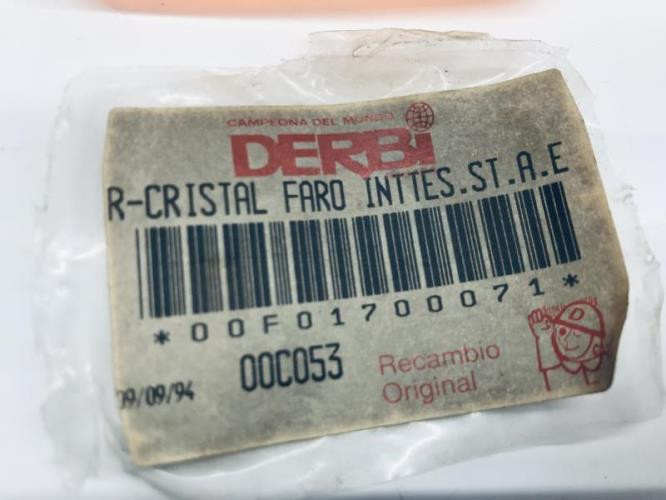 CAMPEONA DEL MUNDO
DERBI
R-CRISTAL FARO INTTES.ST.A.E
*00F01700071*
00C053
Recambio
Original
09/09/94